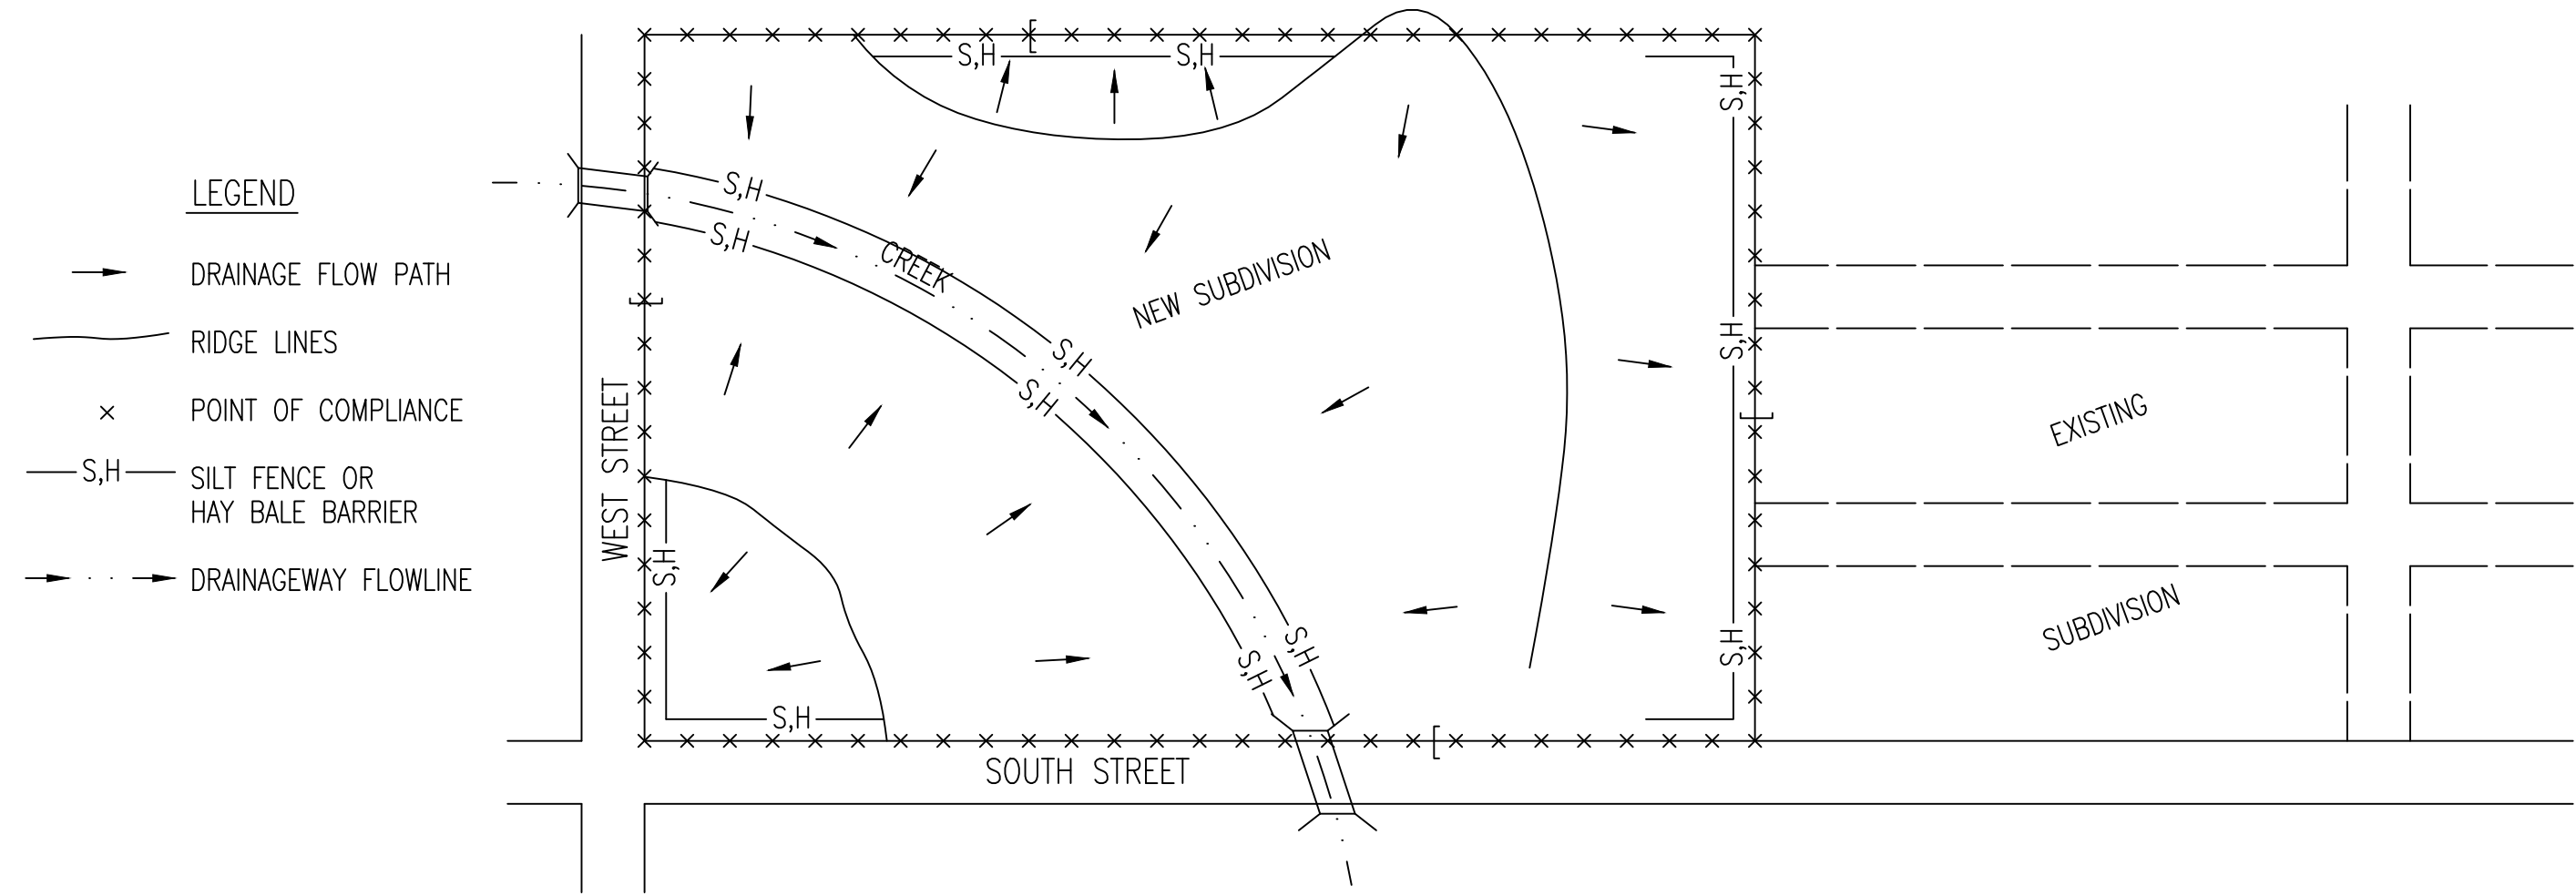 LEGEND
DRAINAGE FLOW PATH
RIDGE LINES
POINT OF COMPLIANCE
S,H
SILT FENCE OR
HAY BALE BARRIER
DRAINAGEWAY FLOWLINE
S,H
S,H
S,H
S,H
S,H
CREEK
NEW SUBDIVISION
S,H
S,H
S,H
WEST STREET
EXISTING
S,H
SUBDIVISION
S,H
S,H
S,H
S,H
SOUTH STREET